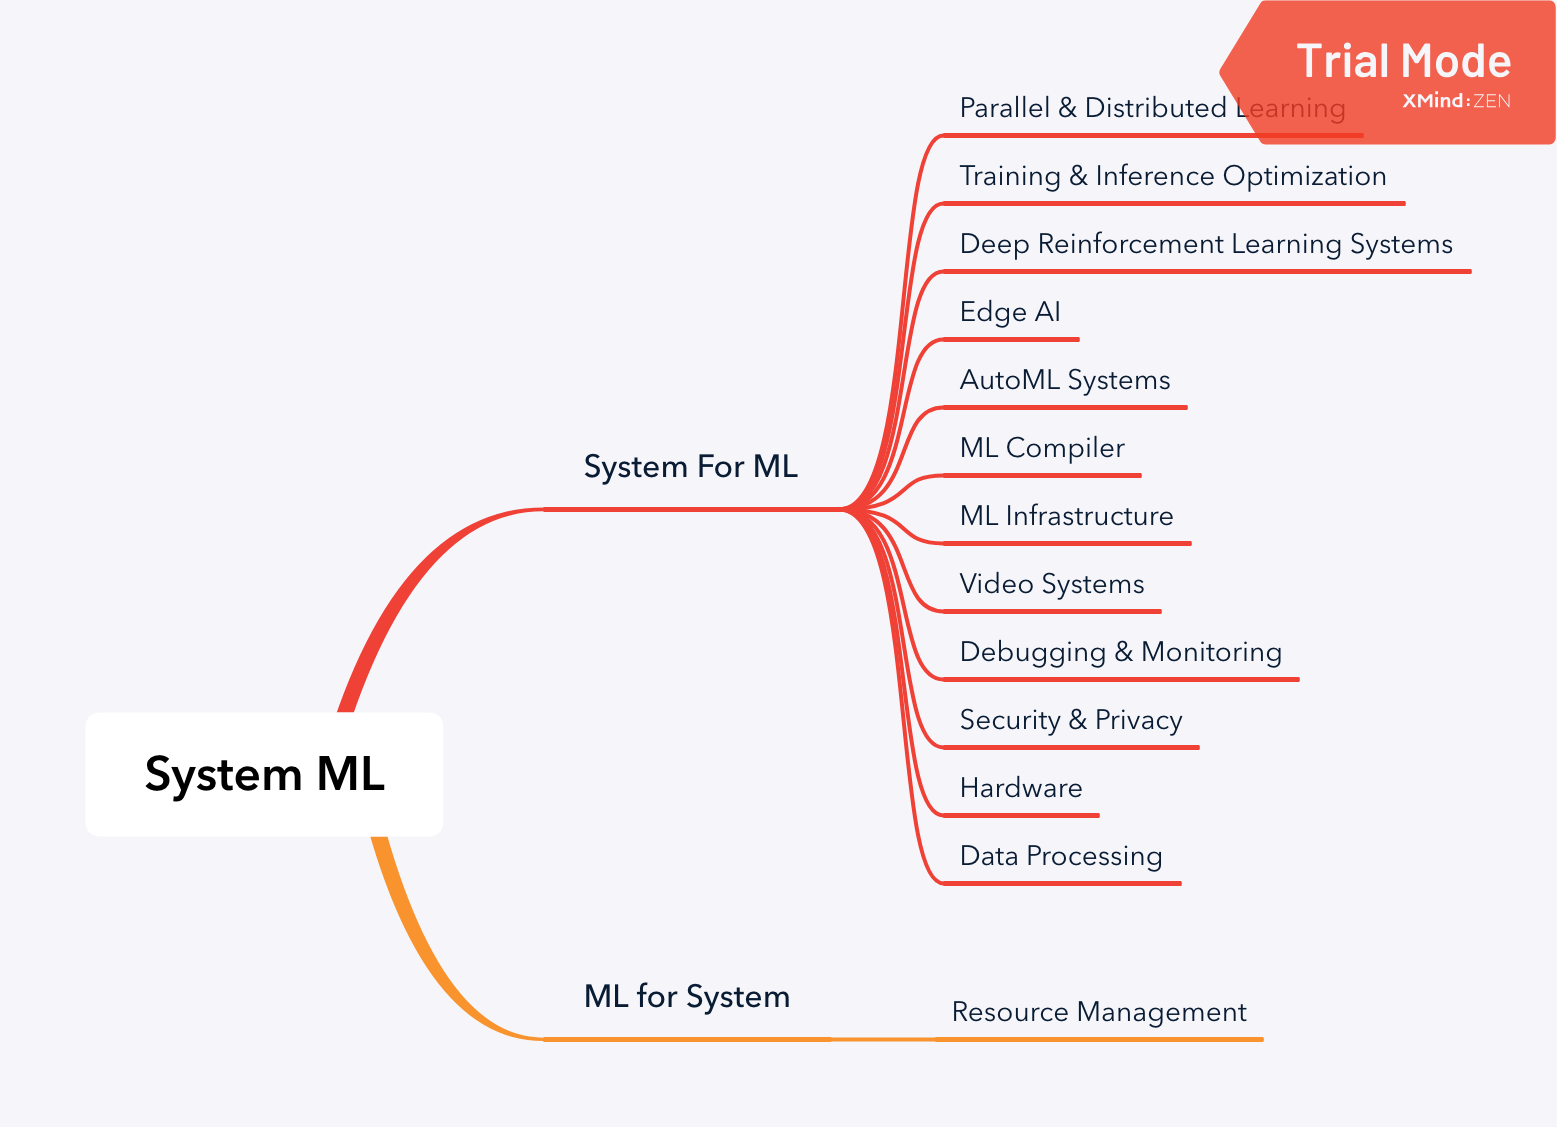 Trial Mode
XMind:ZEN
Parallel & Distributed Learning
Training & Inference Optimization
Deep Reinforcement Learning Systems
Edge AI
AutoML Systems
ML Compiler
System For ML
ML Infrastructure
Video Systems
Debugging & Monitoring
Security & Privacy
System ML
Hardware
Data Processing
ML for System
Resource Management